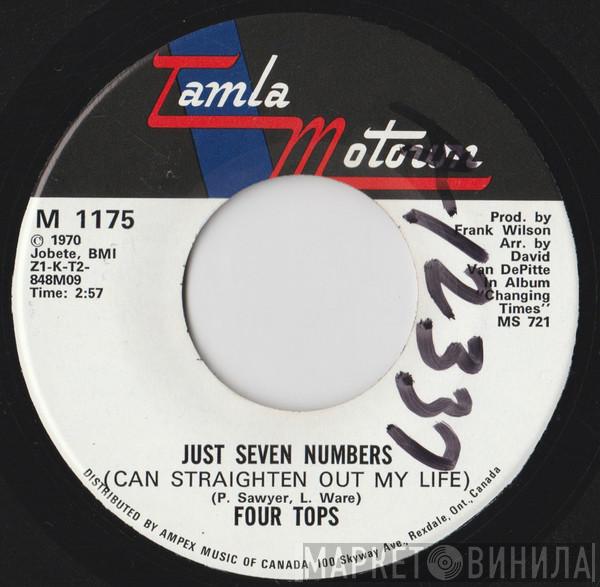 Tamla
Motown
M 1175
© 1970
Jobete, BMI
Z1-K-T2-
848M09
Time: 2:57
Prod. by
Frank Wilson
Arr. by
David
Van DePitte
In Album
"Changing
Times"
MS 721
12337
JUST SEVEN NUMBERS
(CAN STRAIGHTEN OUT MY LIFE)
(P. Sawyer, L. Ware)
FOUR TOPS
DISTRIBUTED BY AMPEX MUSIC OF CANADA, 100 Skyway Ave., Rexdale, Ont., Canada
МАРКЕТ ВИНИЛА